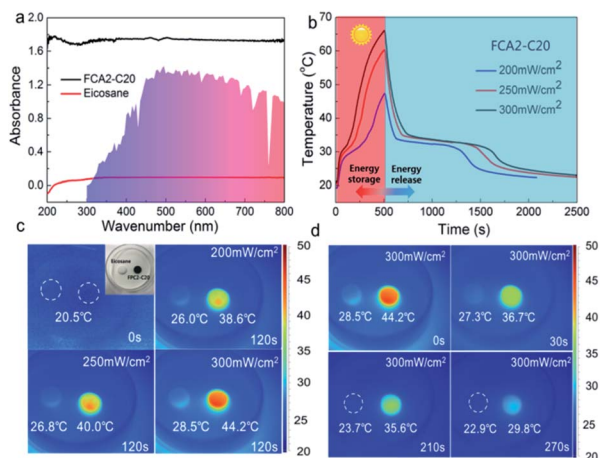 a
Absorbance
1.8
1.2
0.6
0.0
FCA2-C20
Eicosane
200 300 400 500 600 700 800
Wavenumber (nm)
b
Temperature (°C)
70
60
50
40
30
20
FCA2-C20
200mW/cm²
250mW/cm²
300mW/cm²
Energy storage
Energy release
0 500 1000 1500 2000 2500
Time (s)
c
Eicosane
FPC2-C20
20.5℃
0s
200mW/cm²
26.0℃ 38.6℃
120s
250mW/cm²
26.8℃ 40.0℃
120s
300mW/cm²
28.5℃ 44.2℃
120s
50
45
40
35
30
25
20
d
300mW/cm²
28.5℃ 44.2℃
0s
300mW/cm²
27.3℃ 36.7℃
30s
300mW/cm²
23.7℃ 35.6℃
210s
300mW/cm²
22.9℃ 29.8℃
270s
50
45
40
35
30
25
20